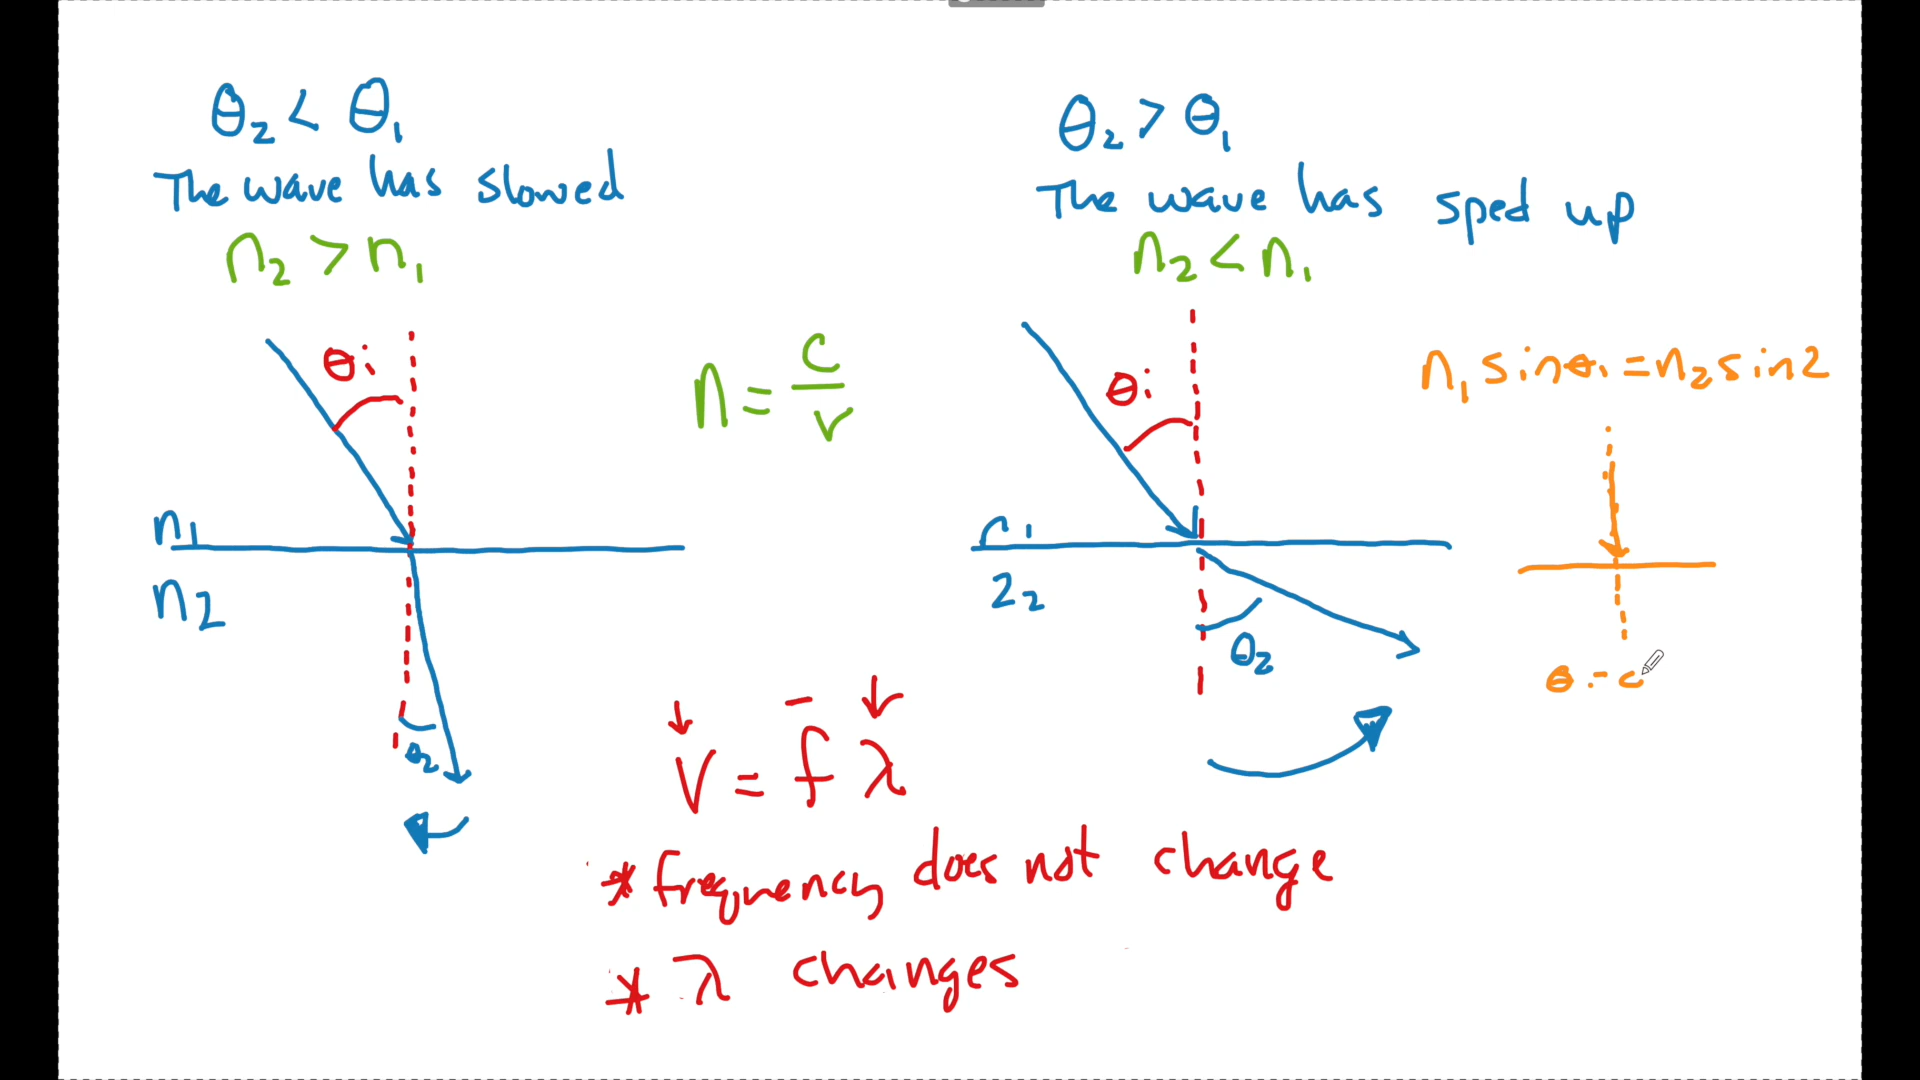 θ₂ < θ₁
The wave has slowed
n₂ > n₁
θi
n1
n2
θ₂
n = c/v
θ₂ > θ₁
The wave has sped up
n₂ < n₁
θi
n₁ sinθ₁ = n₂ sin2
2₂
θ₂
v = f λ
* frequency does not change
* λ changes